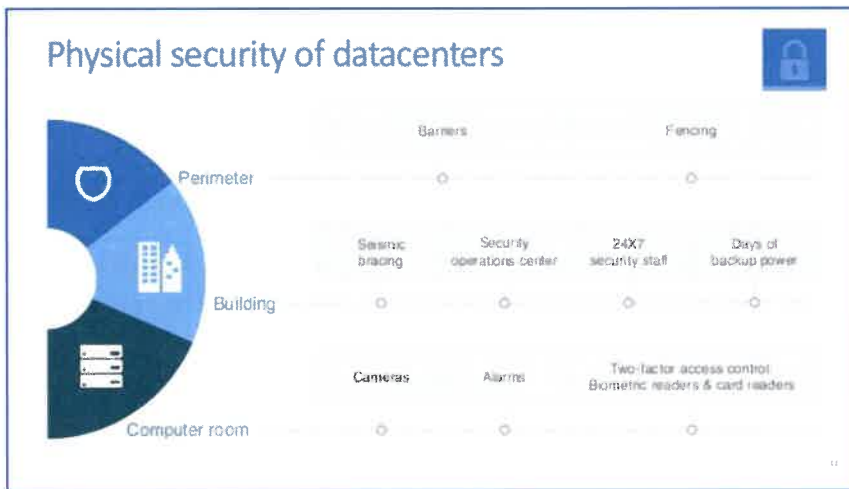 Physical security of datacenters
Barriers
Fencing
Perimeter
Seismic
bracing
Security
operations center
24X7
security staff
Days of
backup power
Building
Cameras
Alarms
Two-factor access control
Biometric readers & card readers
Computer room